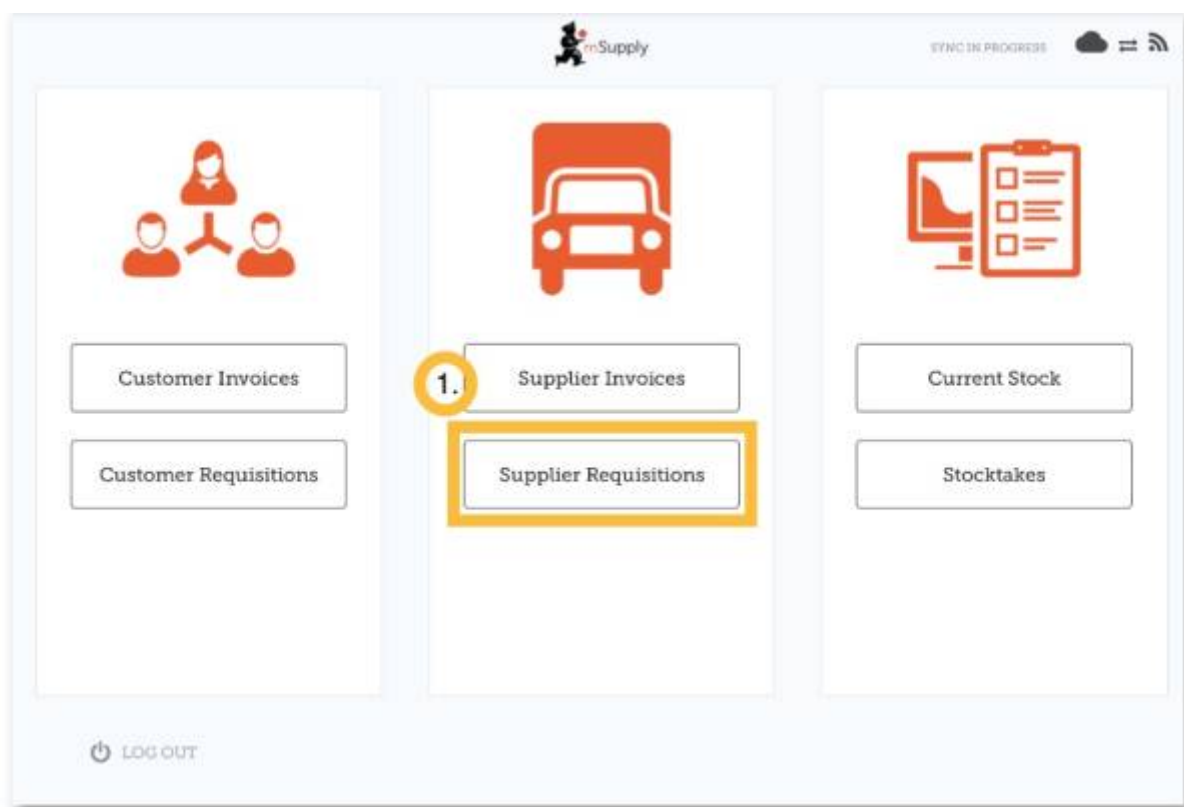 mSupply
SYNC IN PROGRESS
Customer Invoices
Customer Requisitions
1.
Supplier Invoices
Supplier Requisitions
Current Stock
Stocktakes
LOG OUT